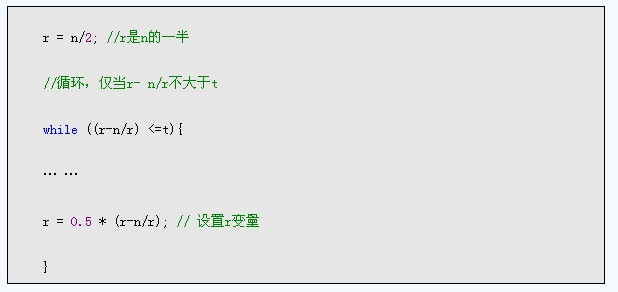 r = n/2; //r是n的一半
//循环，仅当r- n/r不大于t
while ((r-n/r) <=t){
... ...
r = 0.5 * (r-n/r); // 设置r变量
}